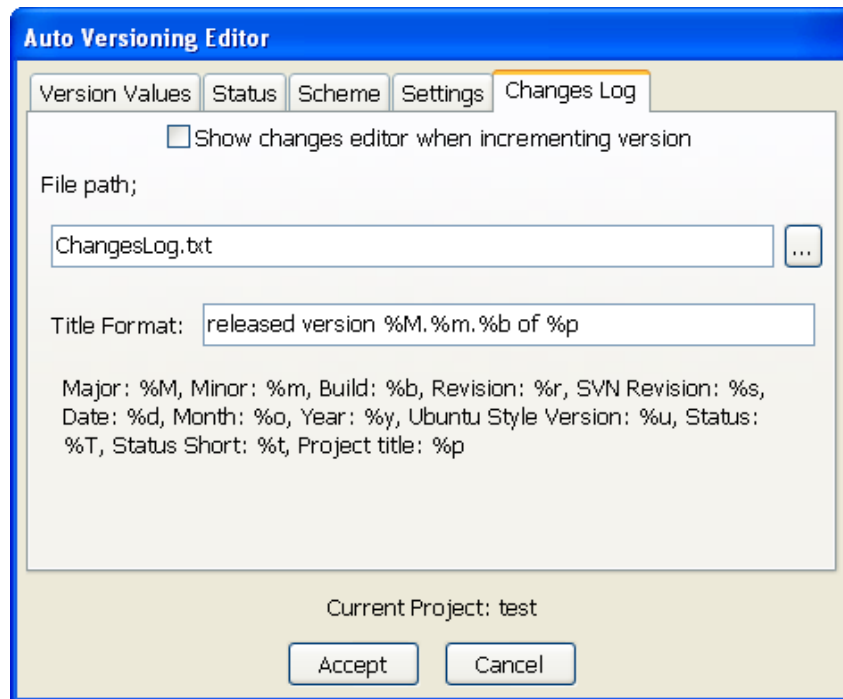 Auto Versioning Editor
Version Values Status Scheme Settings Changes Log
Show changes editor when incrementing version
File path;
ChangesLog.txt ...
Title Format: released version %M.%m.%b of %p
Major: %M, Minor: %m, Build: %b, Revision: %r, SVN Revision: %s,
Date: %d, Month: %o, Year: %y, Ubuntu Style Version: %u, Status:
%T, Status Short: %t, Project title: %p
Current Project: test
Accept Cancel